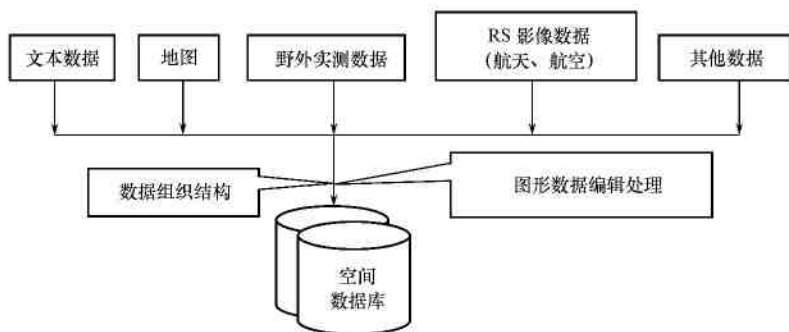 文本数据
地图
野外实测数据
RS 影像数据
(航天、航空)
其他数据
数据组织结构
图形数据编辑处理
空间
数据库